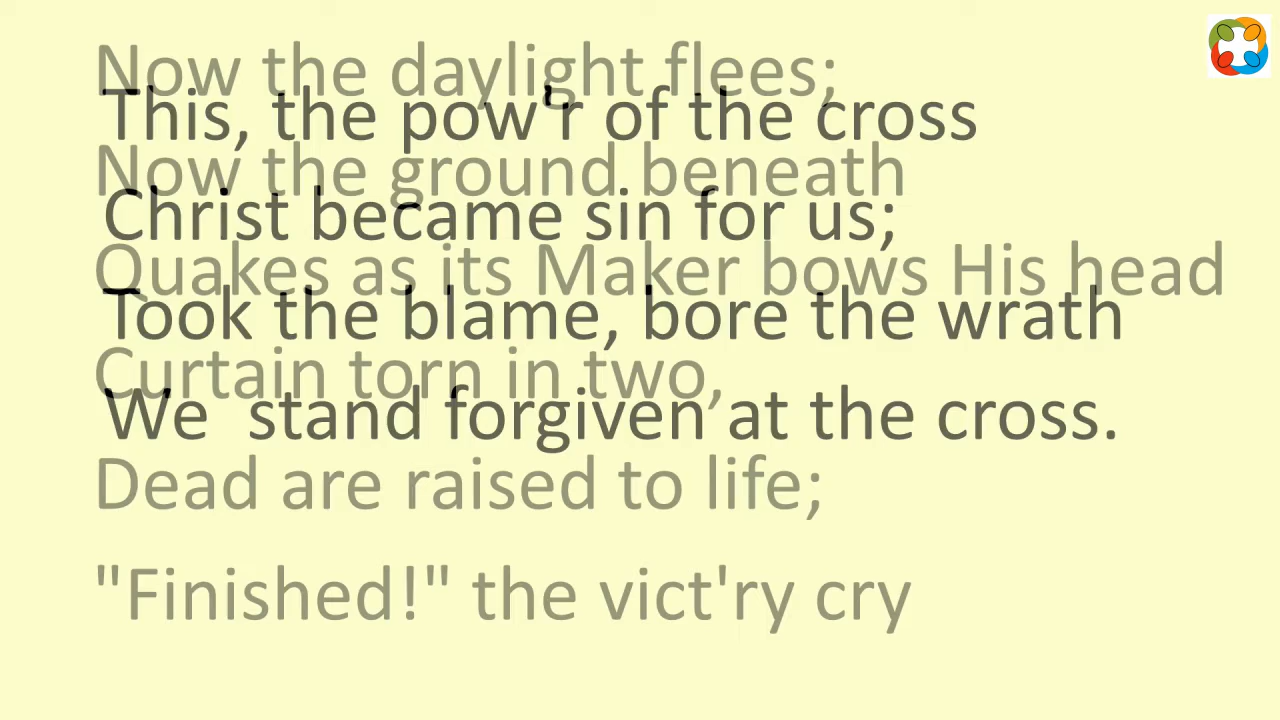 Now the daylight flees;
This, the pow'r of the cross
Now the ground beneath
Christ became sin for us;
Quakes as its Maker bows His head
Took the blame, bore the wrath
Curtain torn in two,
We  stand forgiven at the cross.
Dead are raised to life;
"Finished!" the vict'ry cry